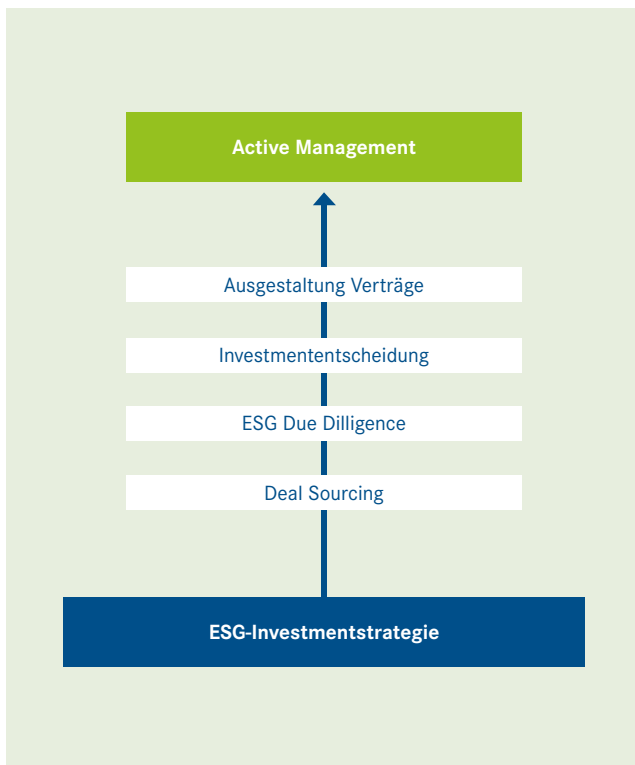 Active Management
Ausgestaltung Verträge
Investmententscheidung
ESG Due Dilligence
Deal Sourcing
ESG-Investmentstrategie